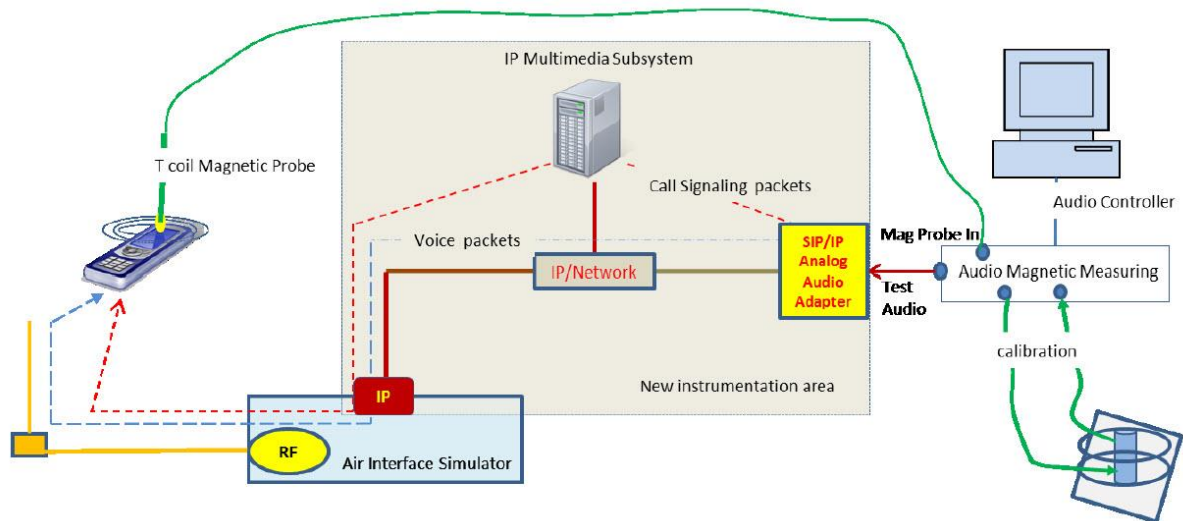 IP Multimedia Subsystem
T coil Magnetic Probe
Call Signaling packets
Audio Controller
Voice packets
SIP/IP
Analog
Audio
Adapter
Mag Probe In
IP/Network
Audio Magnetic Measuring
Test
Audio
calibration
New instrumentation area
IP
RF
Air Interface Simulator